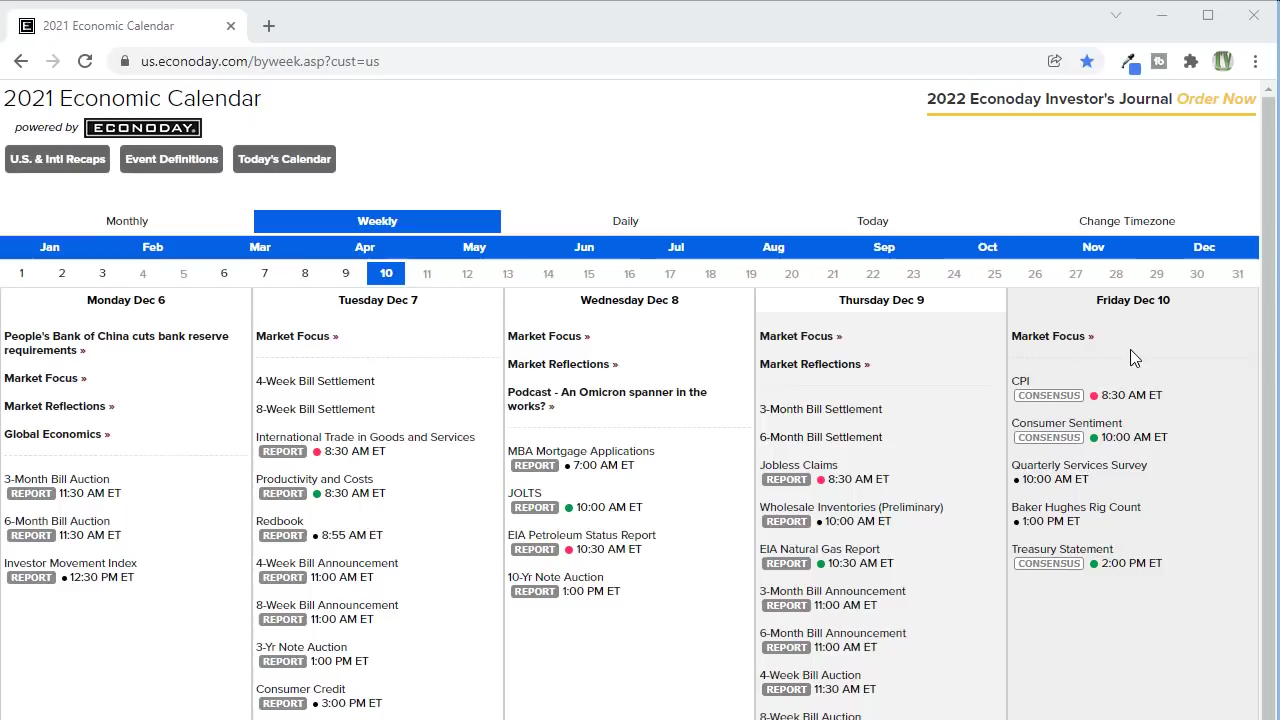 2021 Economic Calendar
us.econoday.com/byweek.asp?cust=us
2021 Economic Calendar
2022 Econoday Investor's Journal Order Now
powered by ECONODAY
U.S. & Intl Recaps Event Definitions Today's Calendar
Monthly Weekly Daily Today Change Timezone
Jan Feb Mar Apr May Jun Jul Aug Sep Oct Nov Dec
1 2 3 4 5 6 7 8 9 10 11 12 13 14 15 16 17 18 19 20 21 22 23 24 25 26 27 28 29 30 31
Monday Dec 6
People's Bank of China cuts bank reserve
requirements »
Market Focus »
Market Reflections »
Global Economics »
3-Month Bill Auction
REPORT 11:30 AM ET
6-Month Bill Auction
REPORT 11:30 AM ET
Investor Movement Index
REPORT • 12:30 PM ET
Tuesday Dec 7
Market Focus »
4-Week Bill Settlement
8-Week Bill Settlement
International Trade in Goods and Services
REPORT • 8:30 AM ET
Productivity and Costs
REPORT • 8:30 AM ET
Redbook
REPORT • 8:55 AM ET
4-Week Bill Announcement
REPORT 11:00 AM ET
8-Week Bill Announcement
REPORT 11:00 AM ET
3-Yr Note Auction
REPORT 1:00 PM ET
Consumer Credit
REPORT • 3:00 PM ET
Wednesday Dec 8
Market Focus »
Market Reflections »
Podcast - An Omicron spanner in the
works? »
MBA Mortgage Applications
REPORT • 7:00 AM ET
JOLTS
REPORT • 10:00 AM ET
EIA Petroleum Status Report
REPORT • 10:30 AM ET
10-Yr Note Auction
REPORT 1:00 PM ET
Thursday Dec 9
Market Focus »
Market Reflections »
3-Month Bill Settlement
6-Month Bill Settlement
Jobless Claims
REPORT • 8:30 AM ET
Wholesale Inventories (Preliminary)
REPORT • 10:00 AM ET
EIA Natural Gas Report
REPORT • 10:30 AM ET
3-Month Bill Announcement
REPORT 11:00 AM ET
6-Month Bill Announcement
REPORT 11:00 AM ET
4-Week Bill Auction
REPORT 11:30 AM ET
8-Week Bill Auction
Friday Dec 10
Market Focus »
CPI
CONSENSUS • 8:30 AM ET
Consumer Sentiment
CONSENSUS • 10:00 AM ET
Quarterly Services Survey
• 10:00 AM ET
Baker Hughes Rig Count
• 1:00 PM ET
Treasury Statement
CONSENSUS • 2:00 PM ET